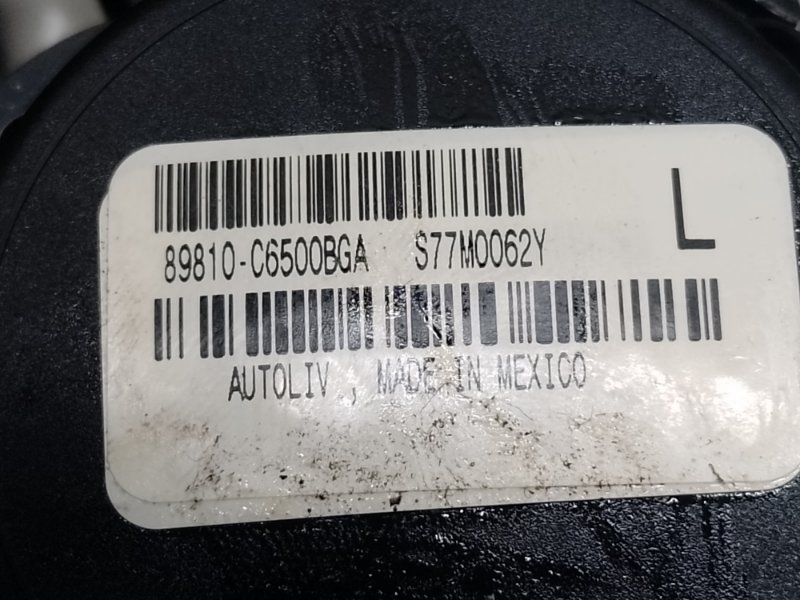 L
89810-C6500BGA S77M0062Y
AUTOLIV , MADE IN MEXICO